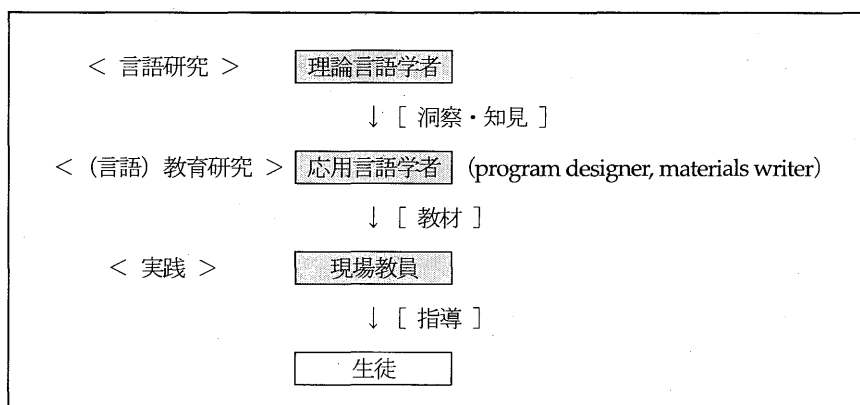 < 言語研究 > 理論言語学者
↓ [ 洞察・知見 ]
< (言語) 教育研究 > 応用言語学者 (program designer, materials writer)
↓ [ 教材 ]
< 実践 > 現場教員
↓ [ 指導 ]
生徒